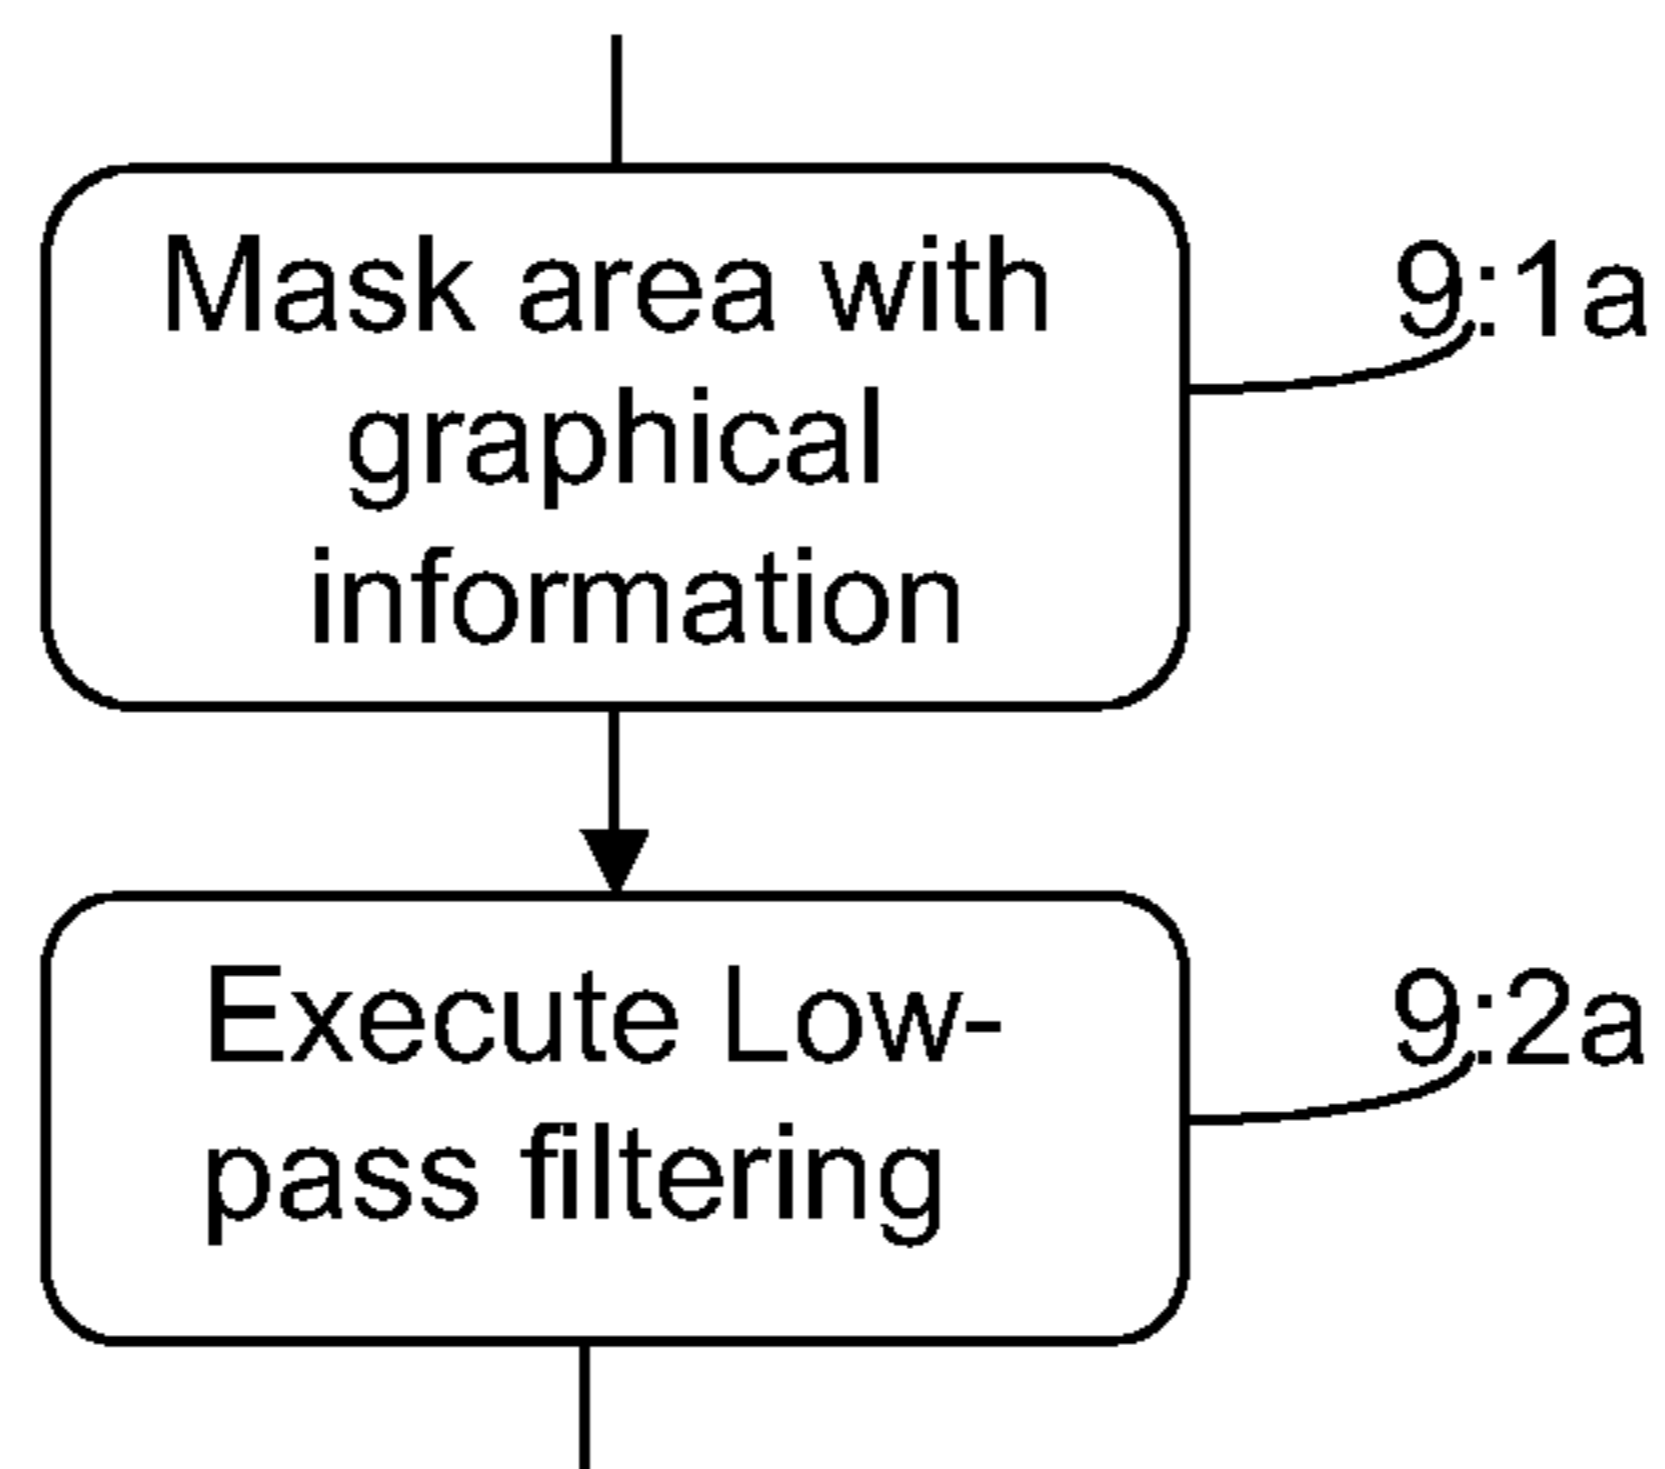 Mask area with
graphical
information
9:1a
Execute Low-
pass filtering
9:2a